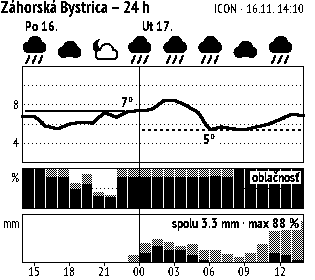 Záhorská Bystrica – 24 h
ICON · 16.11. 14:10
Po 16.
Ut 17.
8
4
7°
5°
%
oblačnosť
mm
spolu 3.3 mm · max 88 %
15 18 21 00 03 06 09 12